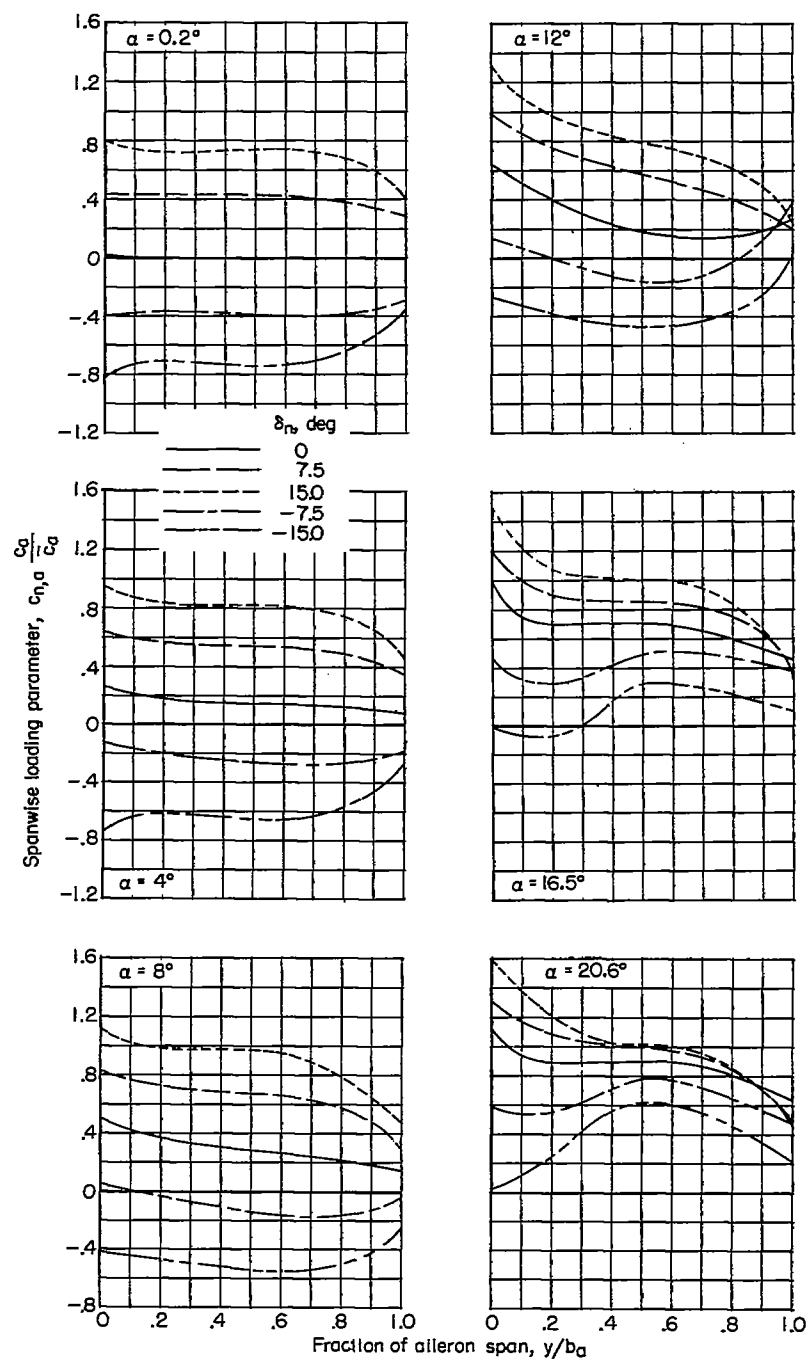 1.6
1.2
.8
.4
0
-.4
-.8
-1.2
α = 0.2°
α = 12°
δn, deg
0
7.5
15.0
-7.5
-15.0
1.6
1.2
.8
.4
0
-.4
-.8
-1.2
α = 4°
α = 16.5°
Spanwise loading parameter, cn,a ca/c̄a
1.6
1.2
.8
.4
0
-.4
-.8
α = 8°
α = 20.6°
0 .2 .4 .6 .8 1.0
0 .2 .4 .6 .8 1.0
Fraction of aileron span, y/ba